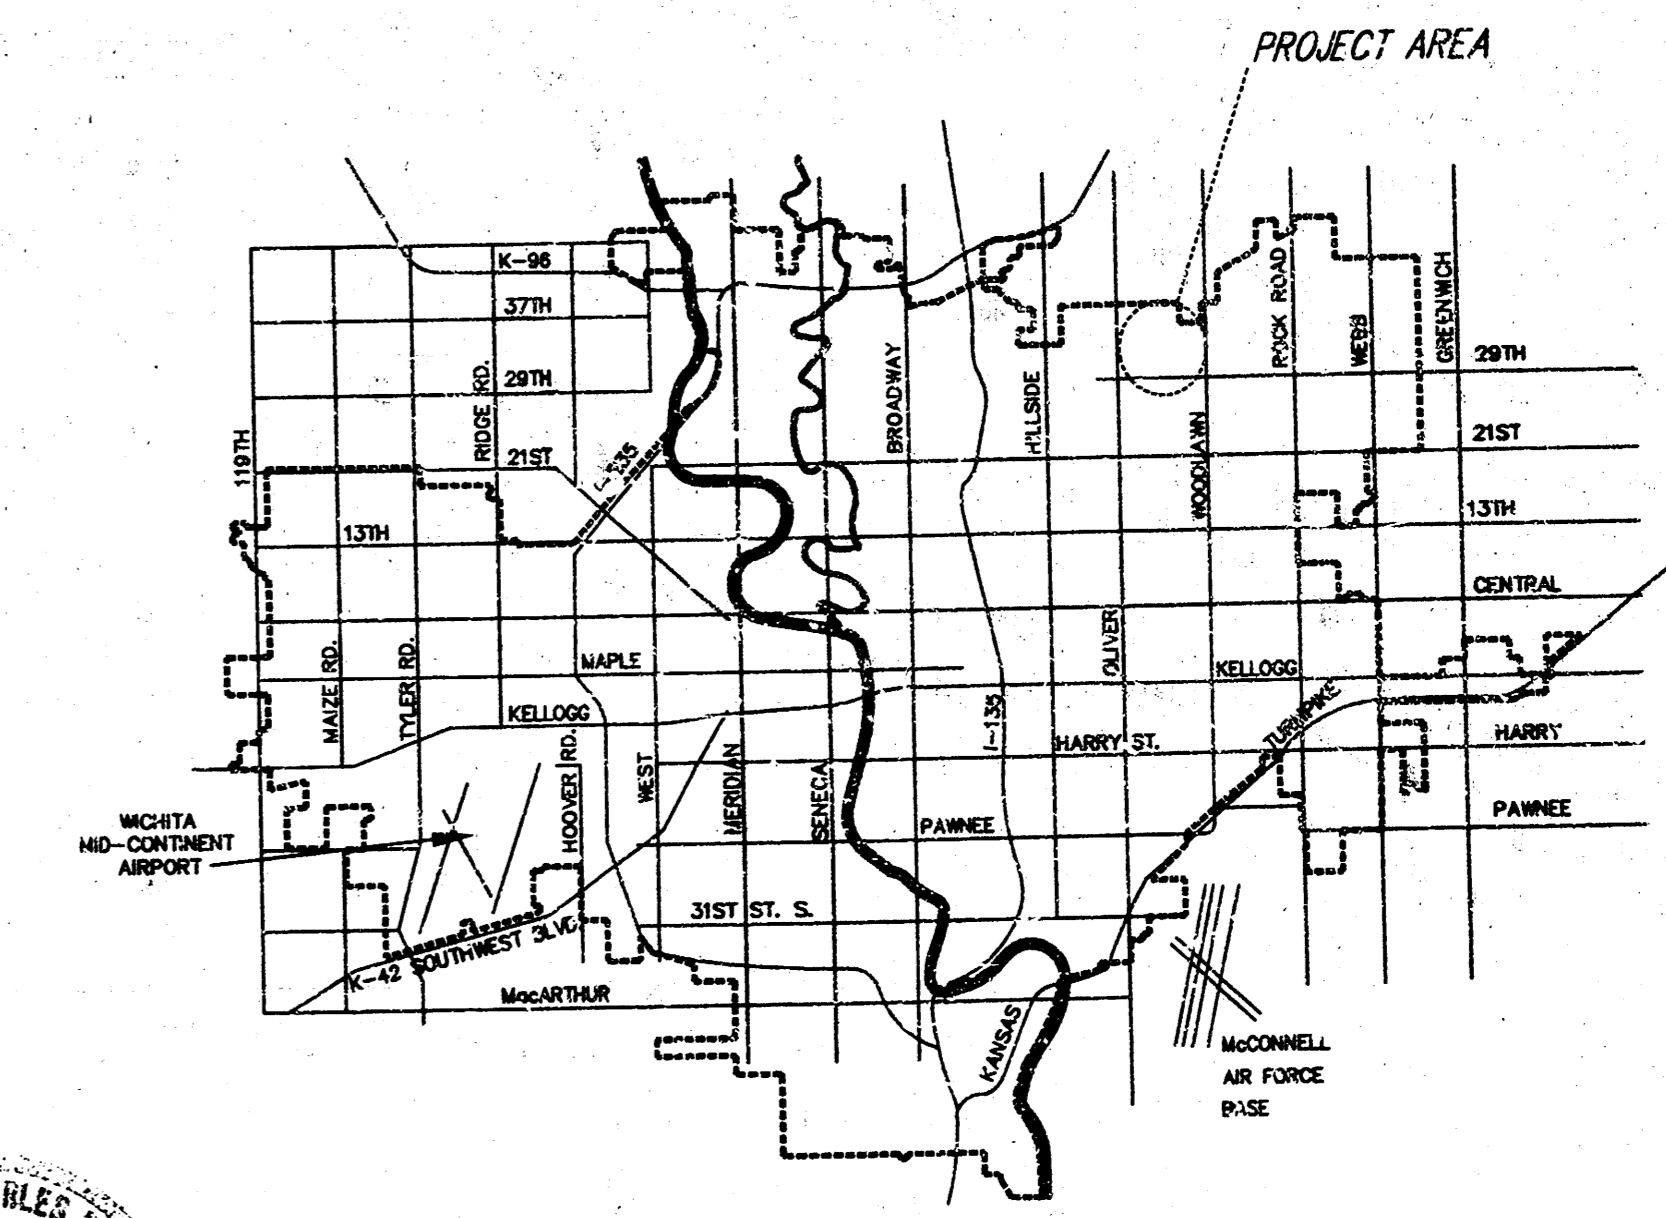 PROJECT AREA
K-96
37TH
29TH
RIDGE RD.
119TH
21ST
13TH
BROADWAY
HILLSIDE
WOODLAWN
ROCK ROAD
WEBB
GREENWICH
29TH
21ST
13TH
CENTRAL
MAIZE RD.
TYLER RD.
MAPLE
KELLOGG
OLIVER
KELLOGG
TURNPIKE
HOOVER RD.
WEST
MERIDIAN
SENECA
I-135
HARRY ST.
HARRY
PAWNEE
PAWNEE
WICHITA
MID-CONTINENT
AIRPORT
31ST ST. S.
K-42 SOUTHWEST BLVD
MacARTHUR
KANSAS
McCONNELL
AIR FORCE
BASE